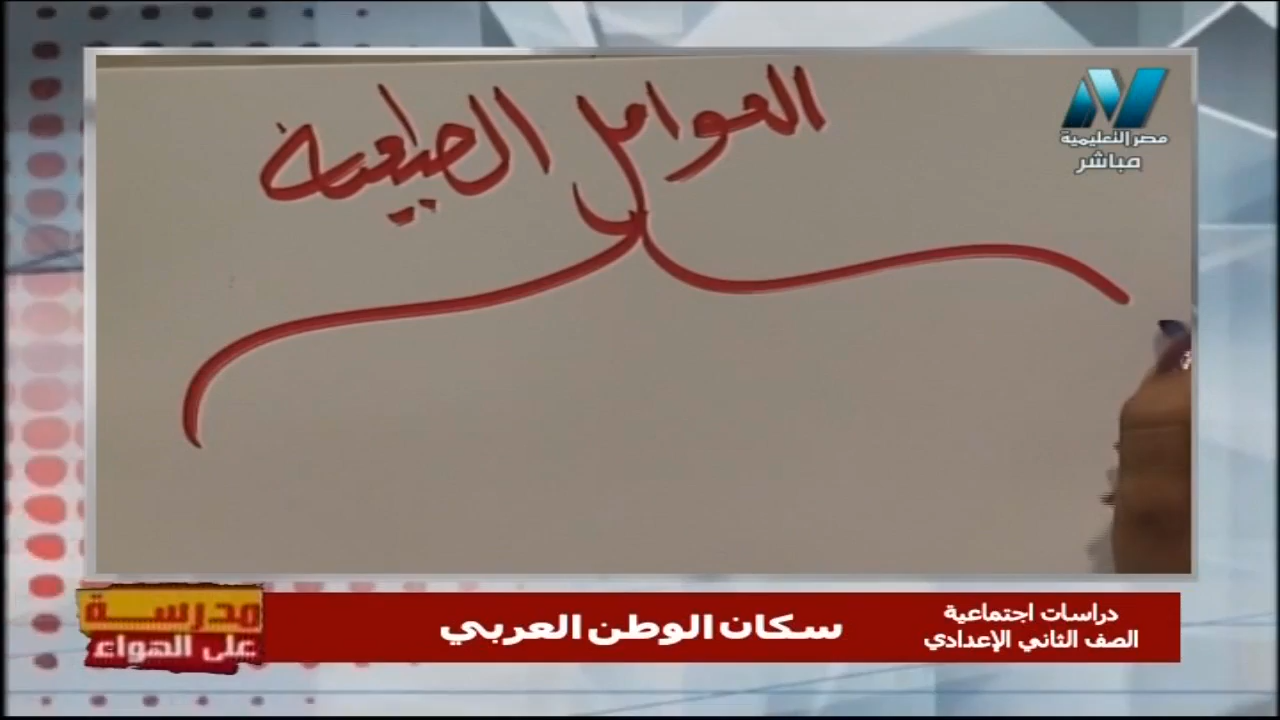 العوامل الطبيعية
مصر التعليمية
مباشر
دراسات اجتماعية
الصف الثاني الإعدادي
سكان الوطن العربي
مدرسة
على الهواء